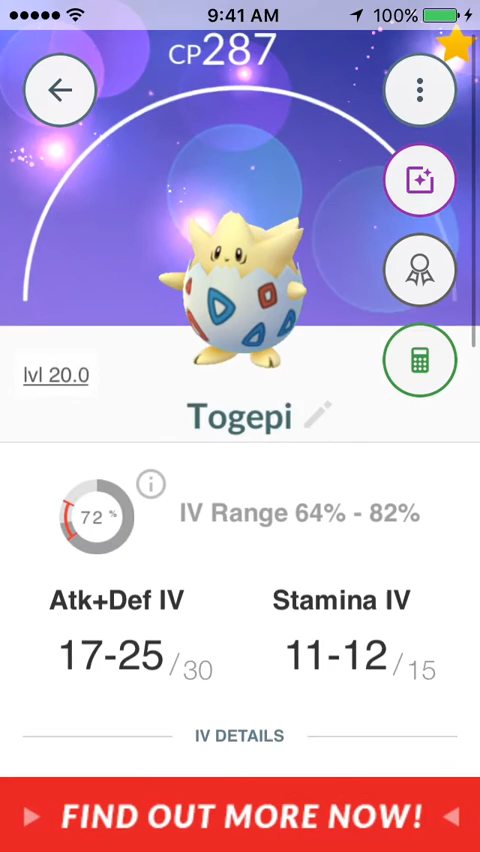 9:41 AM 100%
CP287
lvl 20.0
Togepi
72 %
IV Range 64% - 82%
Atk+Def IV Stamina IV
17-25/30 11-12/15
IV DETAILS
FIND OUT MORE NOW!